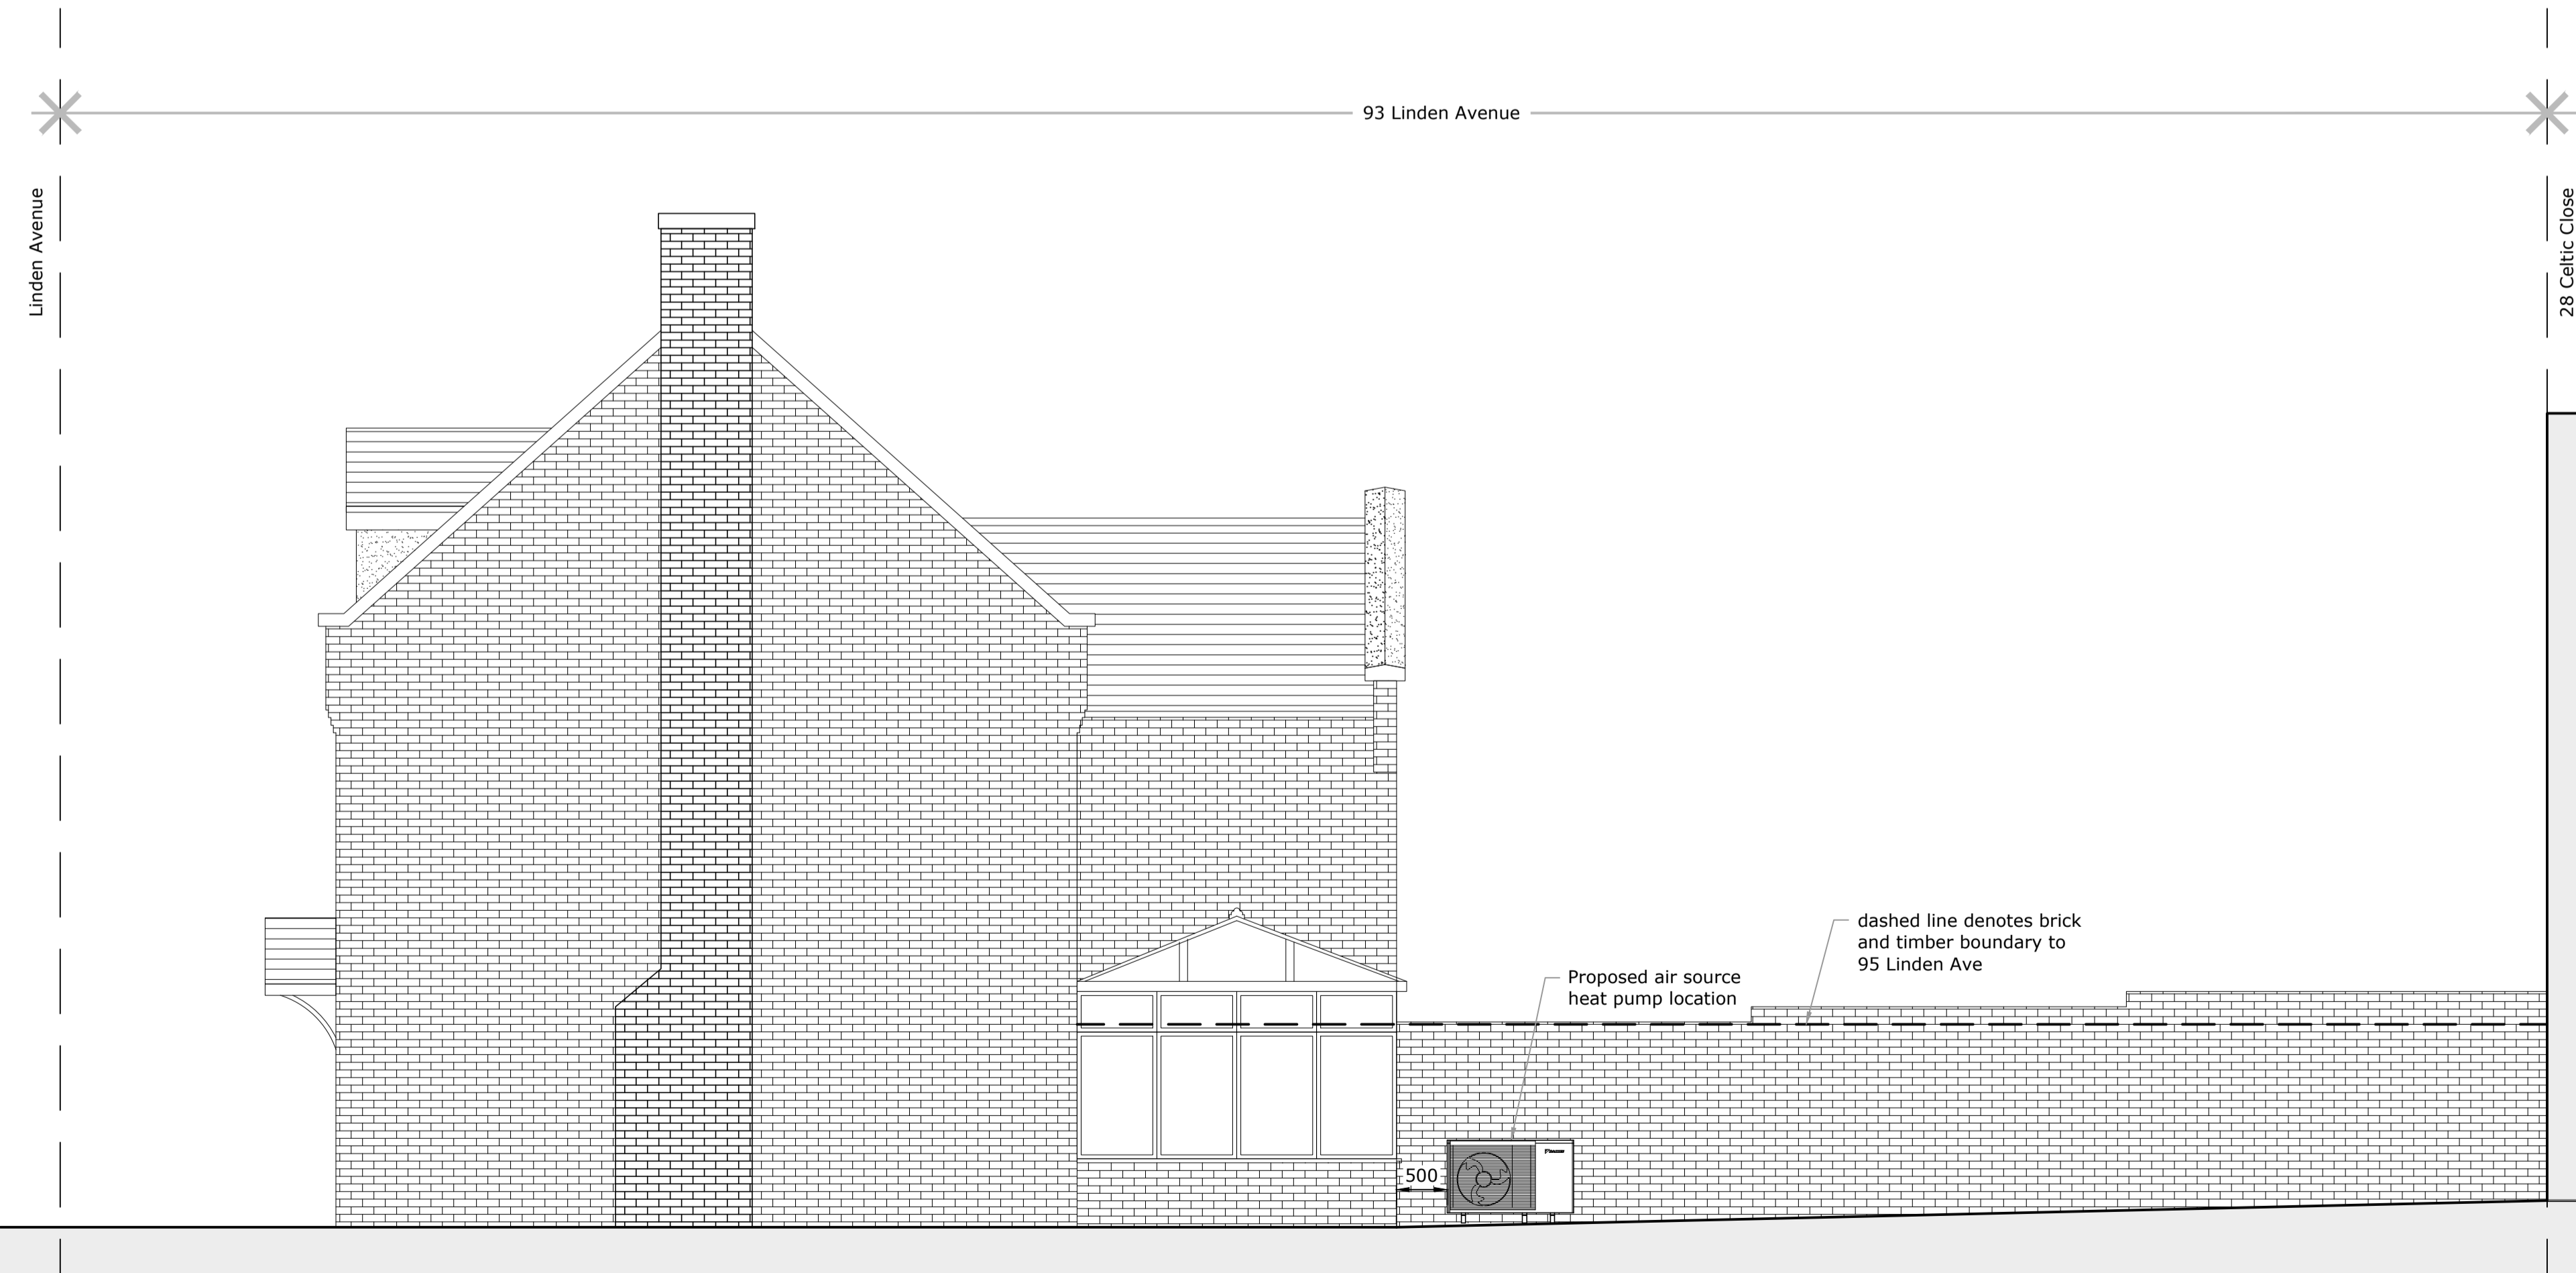 93 Linden Avenue
Linden Avenue
28 Celtic Close
dashed line denotes brick
and timber boundary to
95 Linden Ave
Proposed air source
heat pump location
500